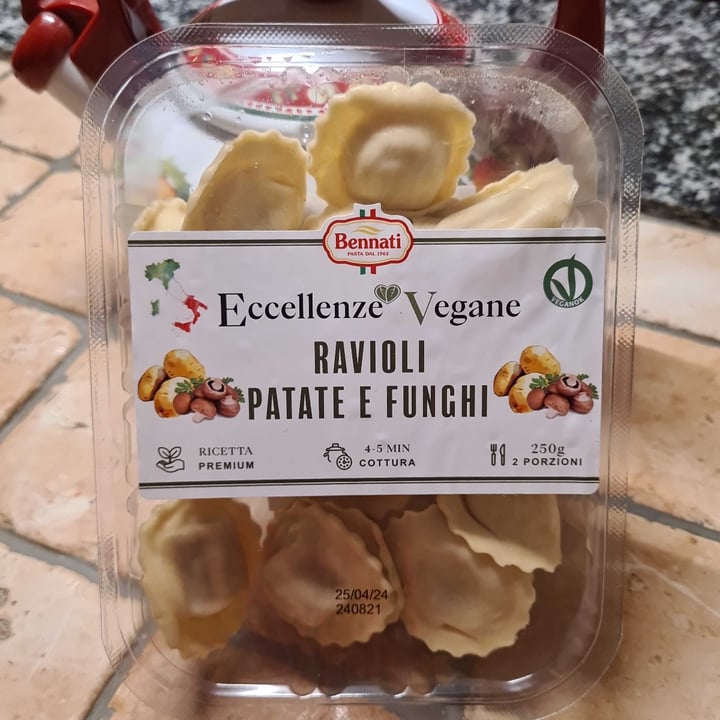 Bennati
PASTA DAL 1962
Eccellenze Vegane
VEGANOK
RAVIOLI
PATATE E FUNGHI
RICETTA
PREMIUM
4-5 MIN
COTTURA
250g
2 PORZIONI
25/04/24
240821